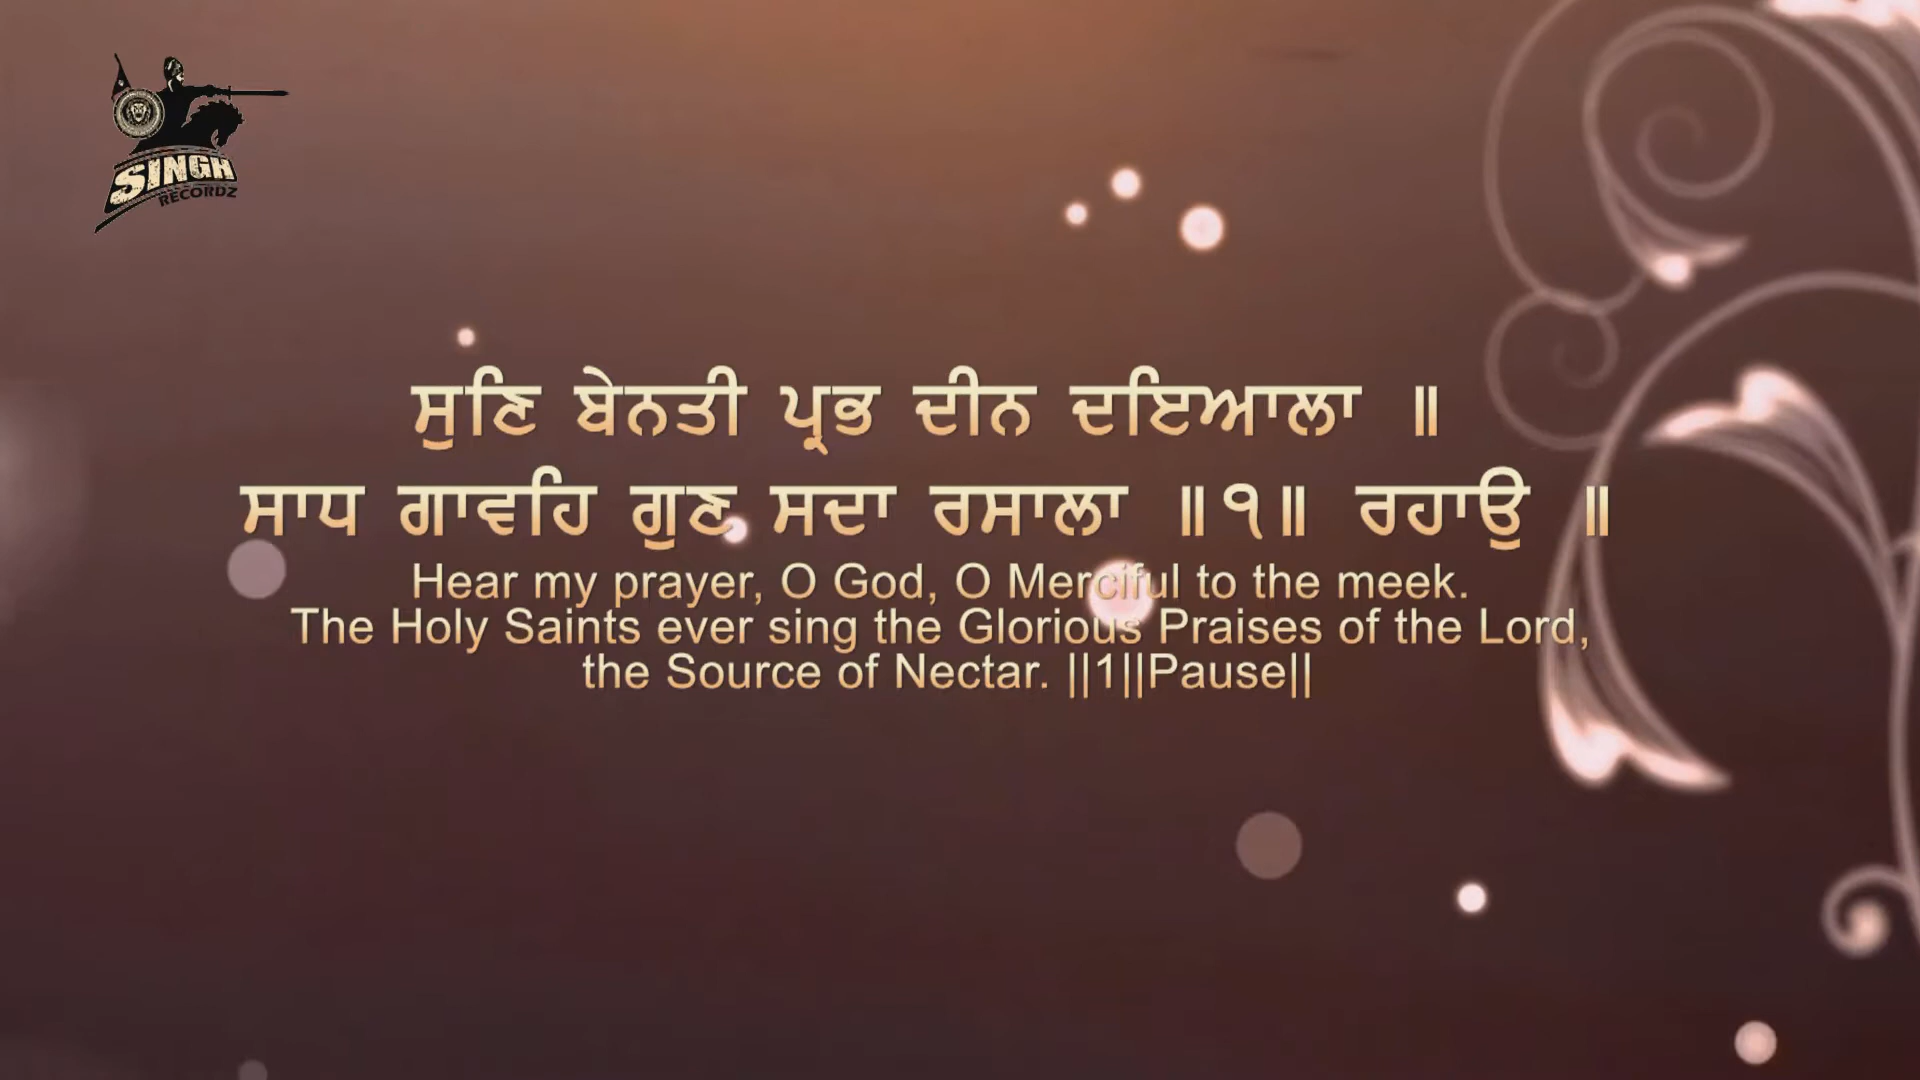 SINGH
RECORDZ
ਸੁਣਿ ਬੇਨਤੀ ਪ੍ਰਭ ਦੀਨ ਦਇਆਲਾ ॥
ਸਾਧ ਗਾਵਹਿ ਗੁਣ ਸਦਾ ਰਸਾਲਾ ॥੧॥ ਰਹਾਉ ॥
Hear my prayer, O God, O Merciful to the meek.
The Holy Saints ever sing the Glorious Praises of the Lord,
the Source of Nectar. ||1||Pause||